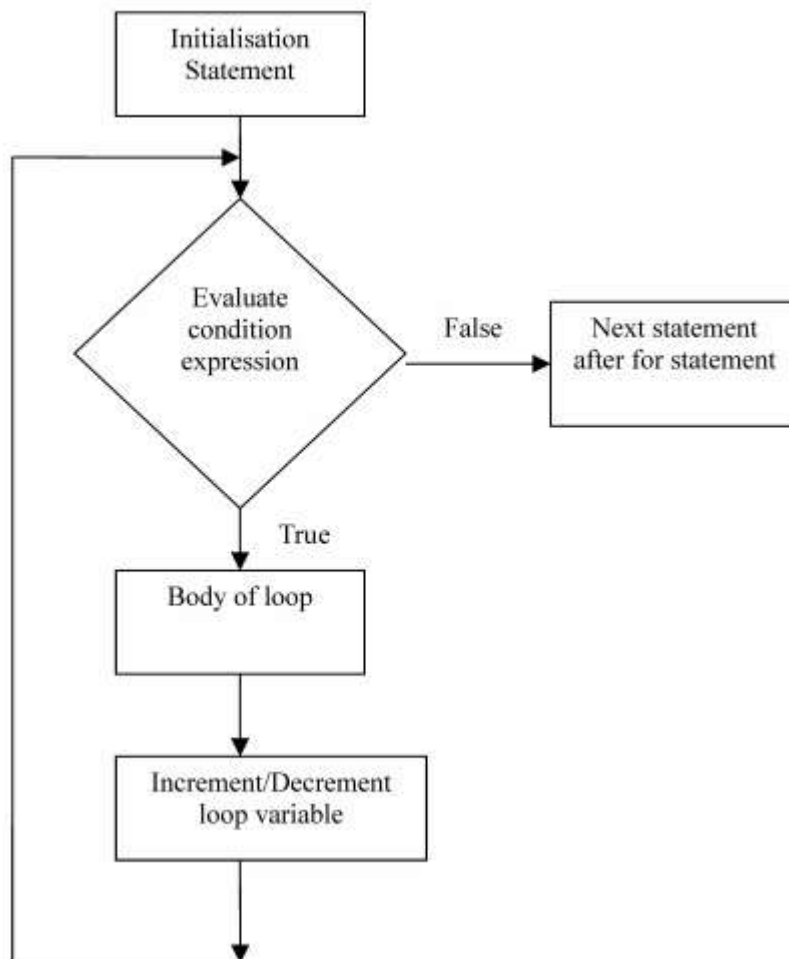 Initialisation
Statement
Evaluate
condition
expression
False
Next statement
after for statement
True
Body of loop
Increment/Decrement
loop variable